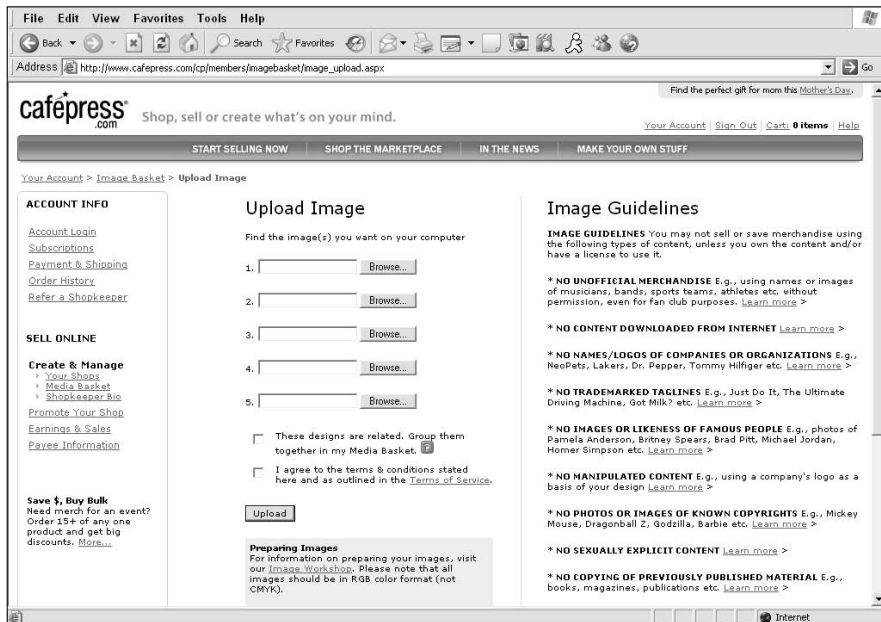 File Edit View Favorites Tools Help
Back Search Favorites
Address http://www.cafepress.com/cp/members/imagebasket/image_upload.aspx Go
Find the perfect gift for mom this Mother's Day.
cafépress.com Shop, sell or create what's on your mind.
Your Account | Sign Out | Cart: 0 items | Help
START SELLING NOW SHOP THE MARKETPLACE IN THE NEWS MAKE YOUR OWN STUFF
Your Account > Image Basket > Upload Image
ACCOUNT INFO
Account Login
Subscriptions
Payment & Shipping
Order History
Refer a Shopkeeper
SELL ONLINE
Create & Manage
› Your Shops
› Media Basket
› Shopkeeper Bio
Promote Your Shop
Earnings & Sales
Payee Information
Save $, Buy Bulk
Need merch for an event?
Order 15+ of any one
product and get big
discounts. More...
Upload Image
Find the image(s) you want on your computer
1. Browse...
2. Browse...
3. Browse...
4. Browse...
5. Browse...
These designs are related. Group them
together in my Media Basket. ?
I agree to the terms & conditions stated
here and as outlined in the Terms of Service.
Upload
Preparing Images
For information on preparing your images, visit
our Image Workshop. Please note that all
images should be in RGB color format (not
CMYK).
Image Guidelines
IMAGE GUIDELINES You may not sell or save merchandise using
the following types of content, unless you own the content and/or
have a license to use it.
* NO UNOFFICIAL MERCHANDISE E.g., using names or images
of musicians, bands, sports teams, athletes etc. without
permission, even for fan club purposes. Learn more >
* NO CONTENT DOWNLOADED FROM INTERNET Learn more >
* NO NAMES/LOGOS OF COMPANIES OR ORGANIZATIONS E.g.,
NeoPets, Lakers, Dr. Pepper, Tommy Hilfiger etc. Learn more >
* NO TRADEMARKED TAGLINES E.g., Just Do It, The Ultimate
Driving Machine, Got Milk? etc. Learn more >
* NO IMAGES OR LIKENESS OF FAMOUS PEOPLE E.g., photos of
Pamela Anderson, Britney Spears, Brad Pitt, Michael Jordan,
Homer Simpson etc. Learn more >
* NO MANIPULATED CONTENT E.g., using a company's logo as a
basis of your design Learn more >
* NO PHOTOS OR IMAGES OF KNOWN COPYRIGHTS E.g., Mickey
Mouse, Dragonball Z, Godzilla, Barbie etc. Learn more >
* NO SEXUALLY EXPLICIT CONTENT Learn more >
* NO COPYING OF PREVIOUSLY PUBLISHED MATERIAL E.g.,
books, magazines, publications etc. Learn more >
Internet